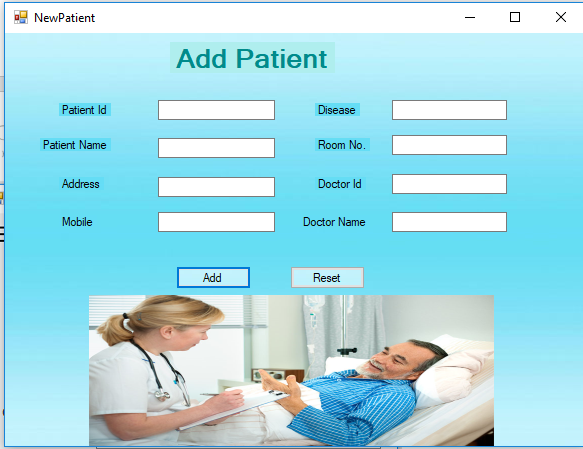 NewPatient
Add Patient
Patient Id
Disease
Patient Name
Room No.
Address
Doctor Id
Mobile
Doctor Name
Add
Reset